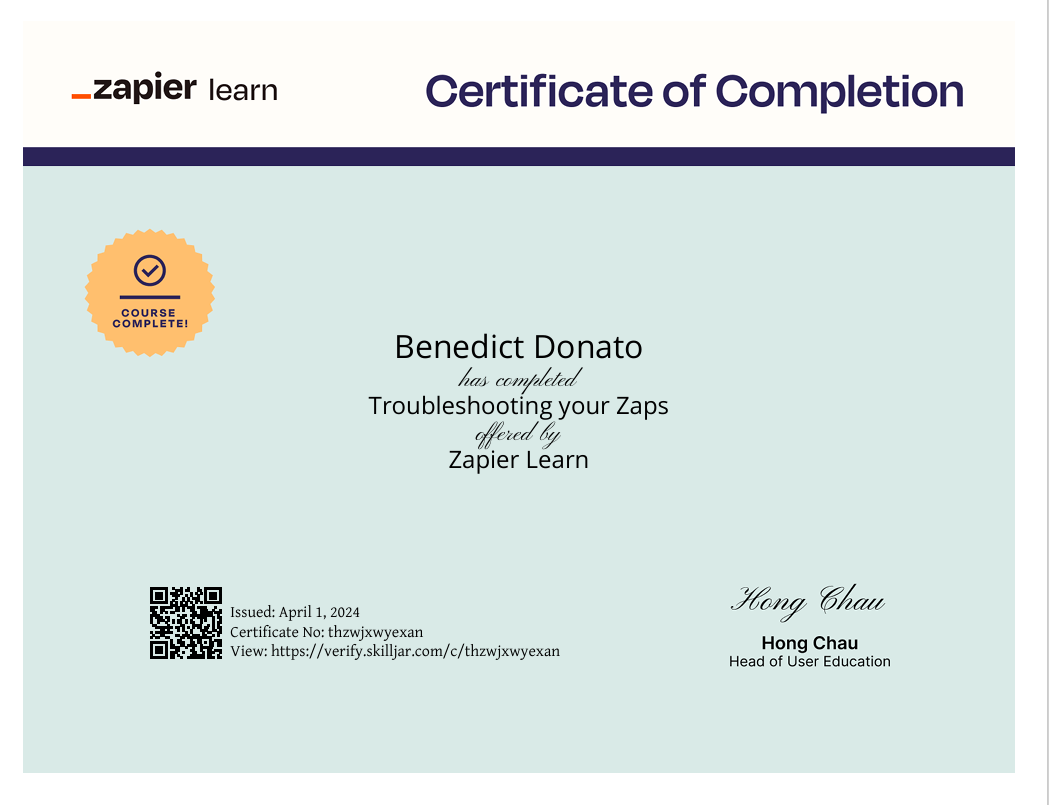 zapier learn
Certificate of Completion
COURSE
COMPLETE!
Benedict Donato
has completed
Troubleshooting your Zaps
offered by
Zapier Learn
Issued: April 1, 2024
Certificate No: thzwjxwyexan
View: https://verify.skilljar.com/c/thzwjxwyexan
Hong Chau
Hong Chau
Head of User Education